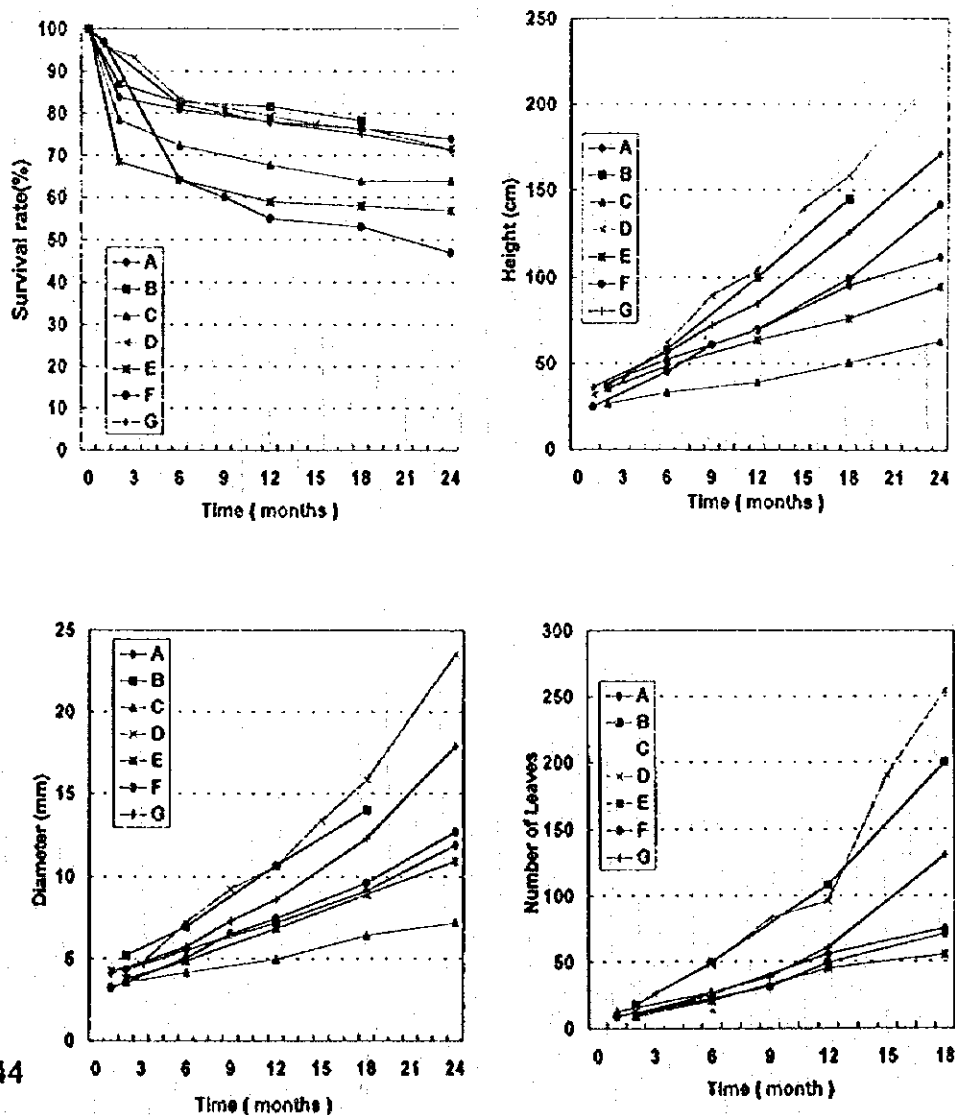 100
90
80
70
60
50
40
30
20
10
0
Survival rate(%)
A
B
C
D
E
F
G
0 3 6 9 12 15 18 21 24
Time ( months )
250
200
150
100
50
0
Height (cm)
A
B
C
D
E
F
G
0 3 6 9 12 15 18 21 24
Time ( months )
25
20
15
10
5
0
Diameter (mm)
A
B
C
D
E
F
G
0 3 6 9 12 15 18 21 24
Time ( months )
300
250
200
150
100
50
0
Number of Leaves
A
B
C
D
E
F
G
0 3 6 9 12 15 18
Time ( month )
44